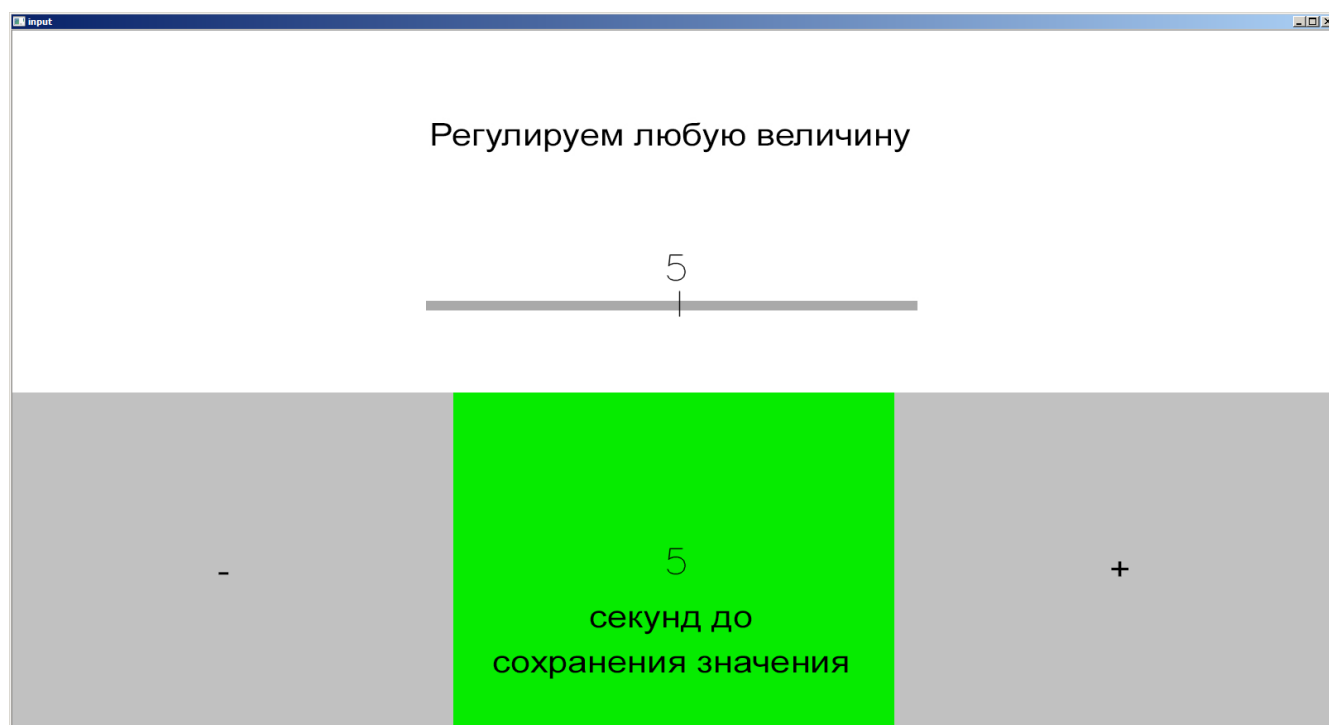 input
Регулируем любую величину
5
-
5
+
секунд до
сохранения значения